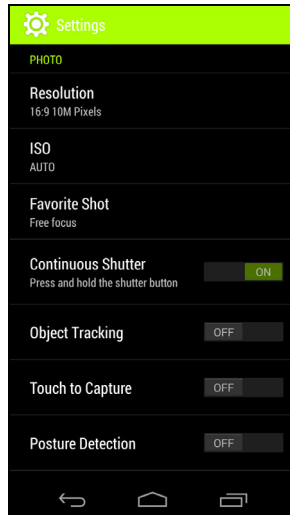 Settings
PHOTO
Resolution
16:9 10M Pixels
ISO
AUTO
Favorite Shot
Free focus
Continuous Shutter
Press and hold the shutter button
ON
Object Tracking
OFF
Touch to Capture
OFF
Posture Detection
OFF